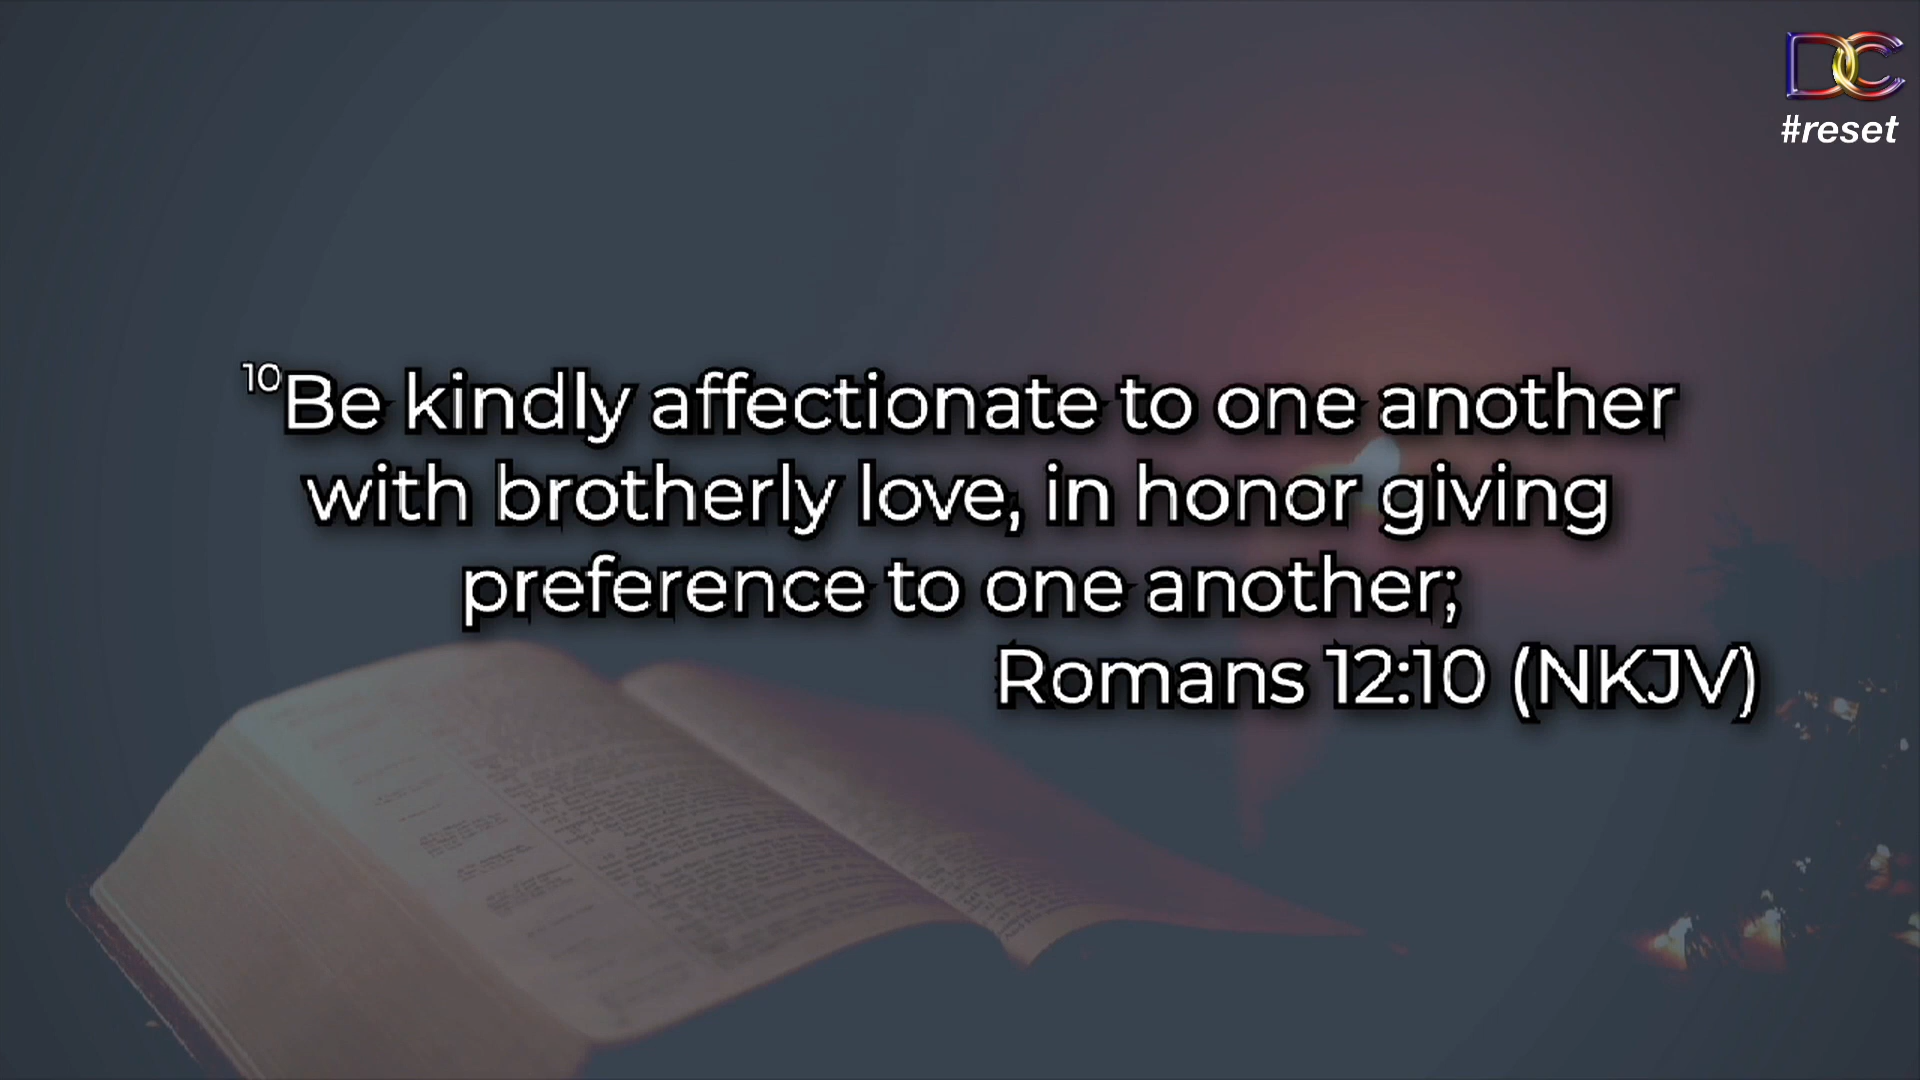 DC
#reset
10Be kindly affectionate to one another
with brotherly love, in honor giving
preference to one another;
Romans 12:10 (NKJV)